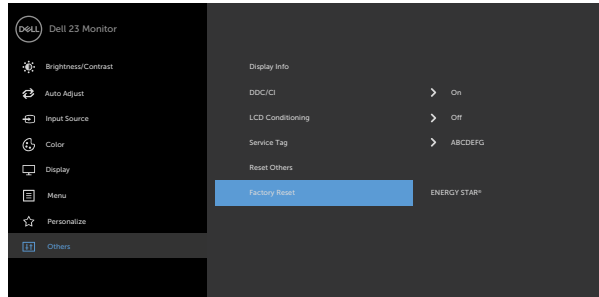 DELL Dell 23 Monitor
Brightness/Contrast
Auto Adjust
Input Source
Color
Display
Menu
Personalize
Others
Display Info
DDC/CI > On
LCD Conditioning > Off
Service Tag > ABCDEFG
Reset Others
Factory Reset ENERGY STAR®